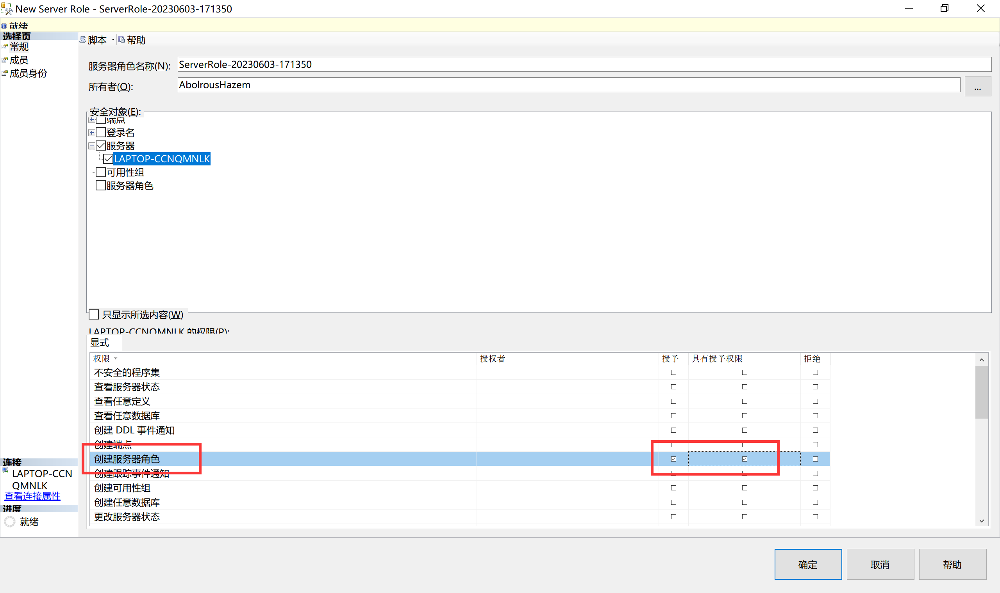 New Server Role - ServerRole-20230603-171350
就绪
选择页
常规
成员
成员身份
脚本
帮助
服务器角色名称(N):
ServerRole-20230603-171350
所有者(O):
AbolrousHazem
...
安全对象(E):
端点
登录名
服务器
LAPTOP-CCNQMNLK
可用性组
服务器角色
只显示所选内容(W)
LAPTOP-CCNQMNLK 的权限(P):
显式
权限 授权者 授予 具有授予权限 拒绝
不安全的程序集
查看服务器状态
查看任意定义
查看任意数据库
创建 DDL 事件通知
创建端点
创建服务器角色
创建跟踪事件通知
创建可用性组
创建任意数据库
更改服务器状态
连接
LAPTOP-CCN
QMNLK
查看连接属性
进度
就绪
确定
取消
帮助